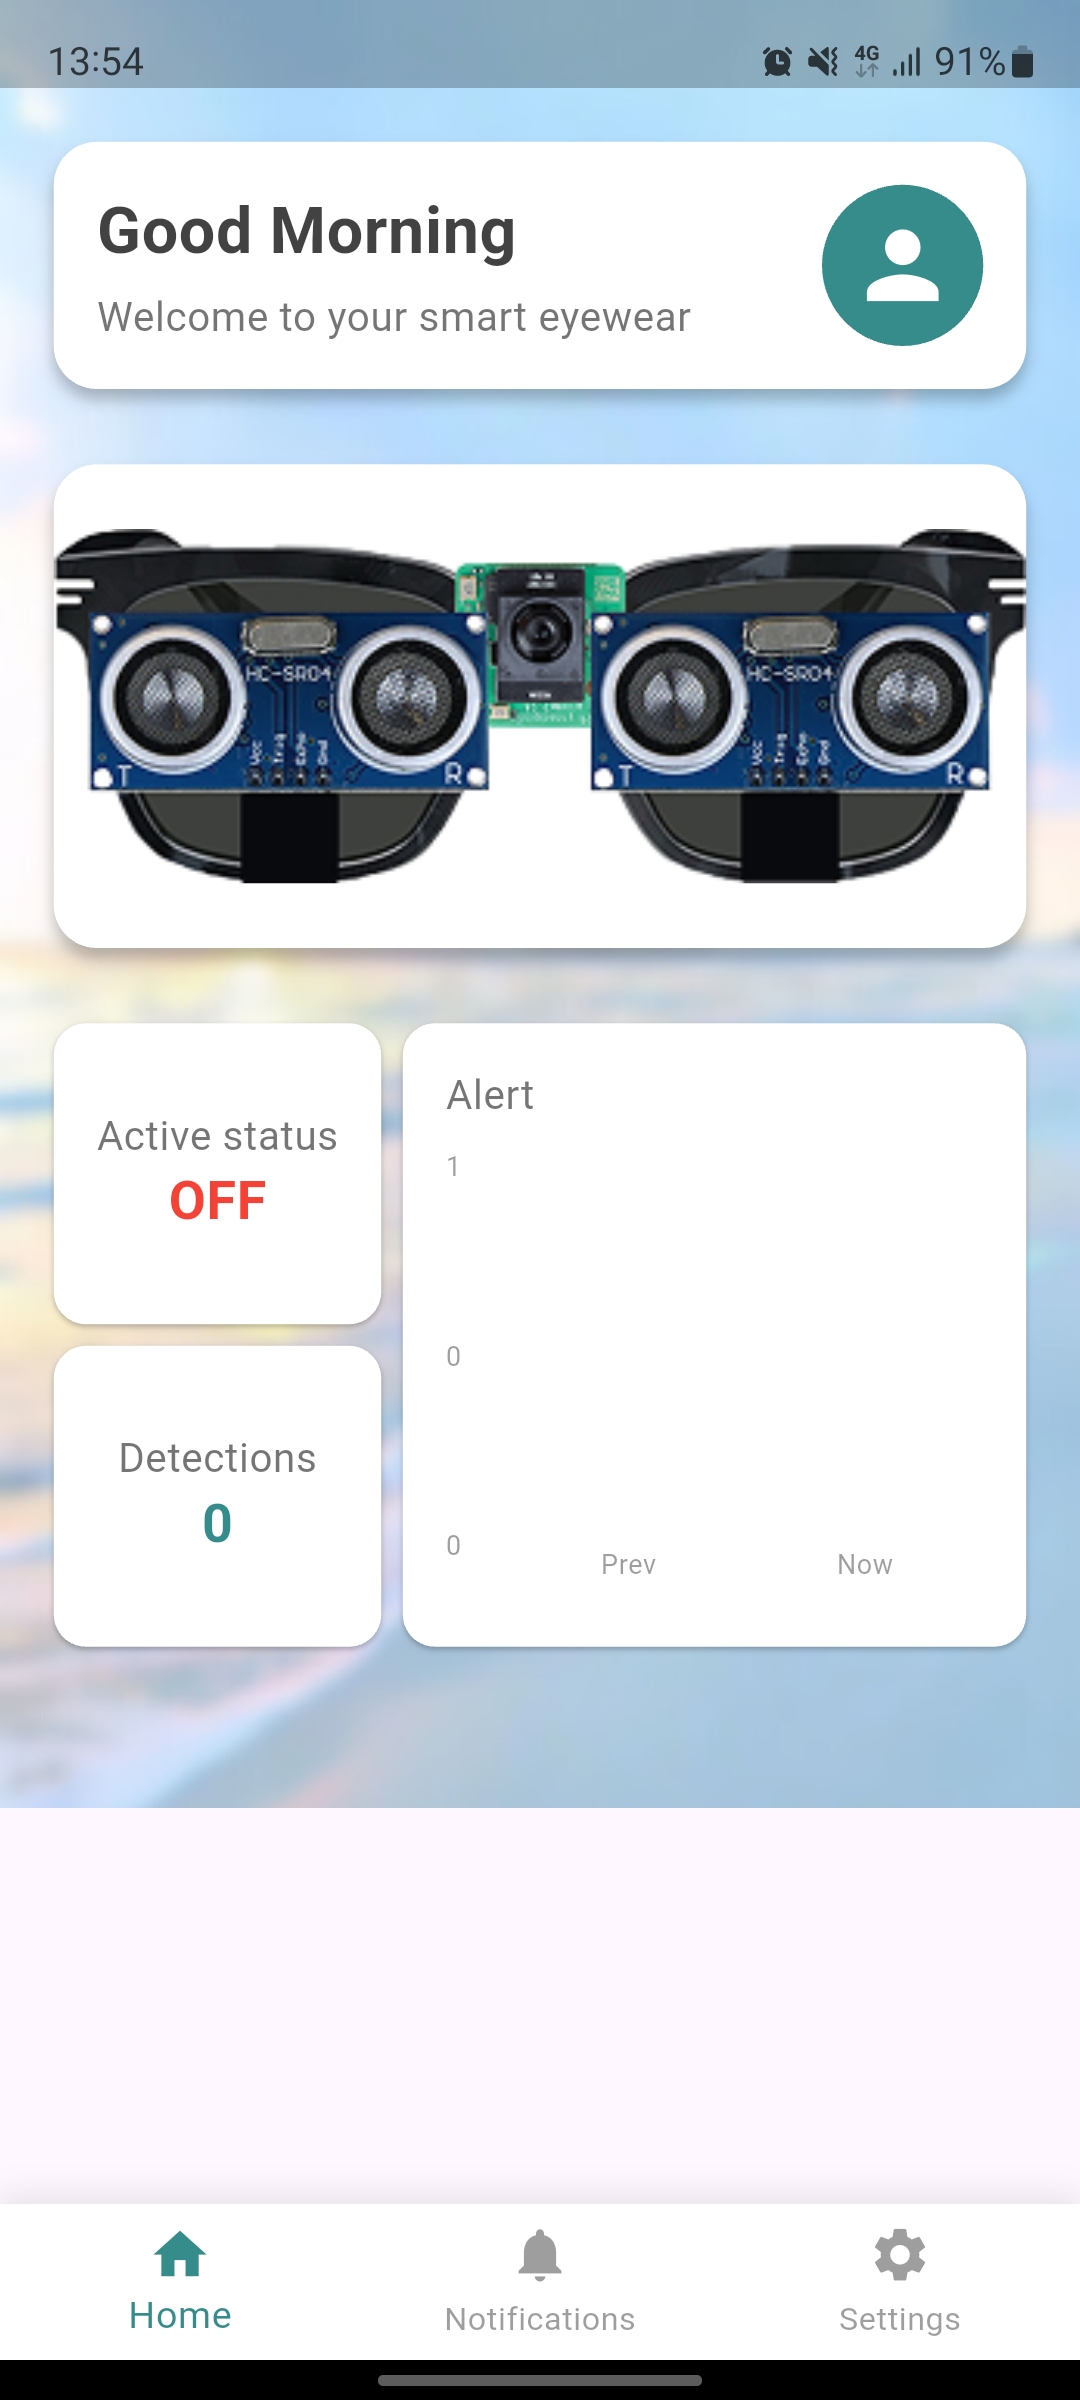 13:54
4G
91%
Good Morning
Welcome to your smart eyewear
HC-SR04
HC-SR04
Vcc
Trig
Echo
Gnd
Vcc
Trig
Echo
Gnd
T
R
T
R
Active status
OFF
Alert
1
0
0
Prev
Now
Detections
0
Home
Notifications
Settings